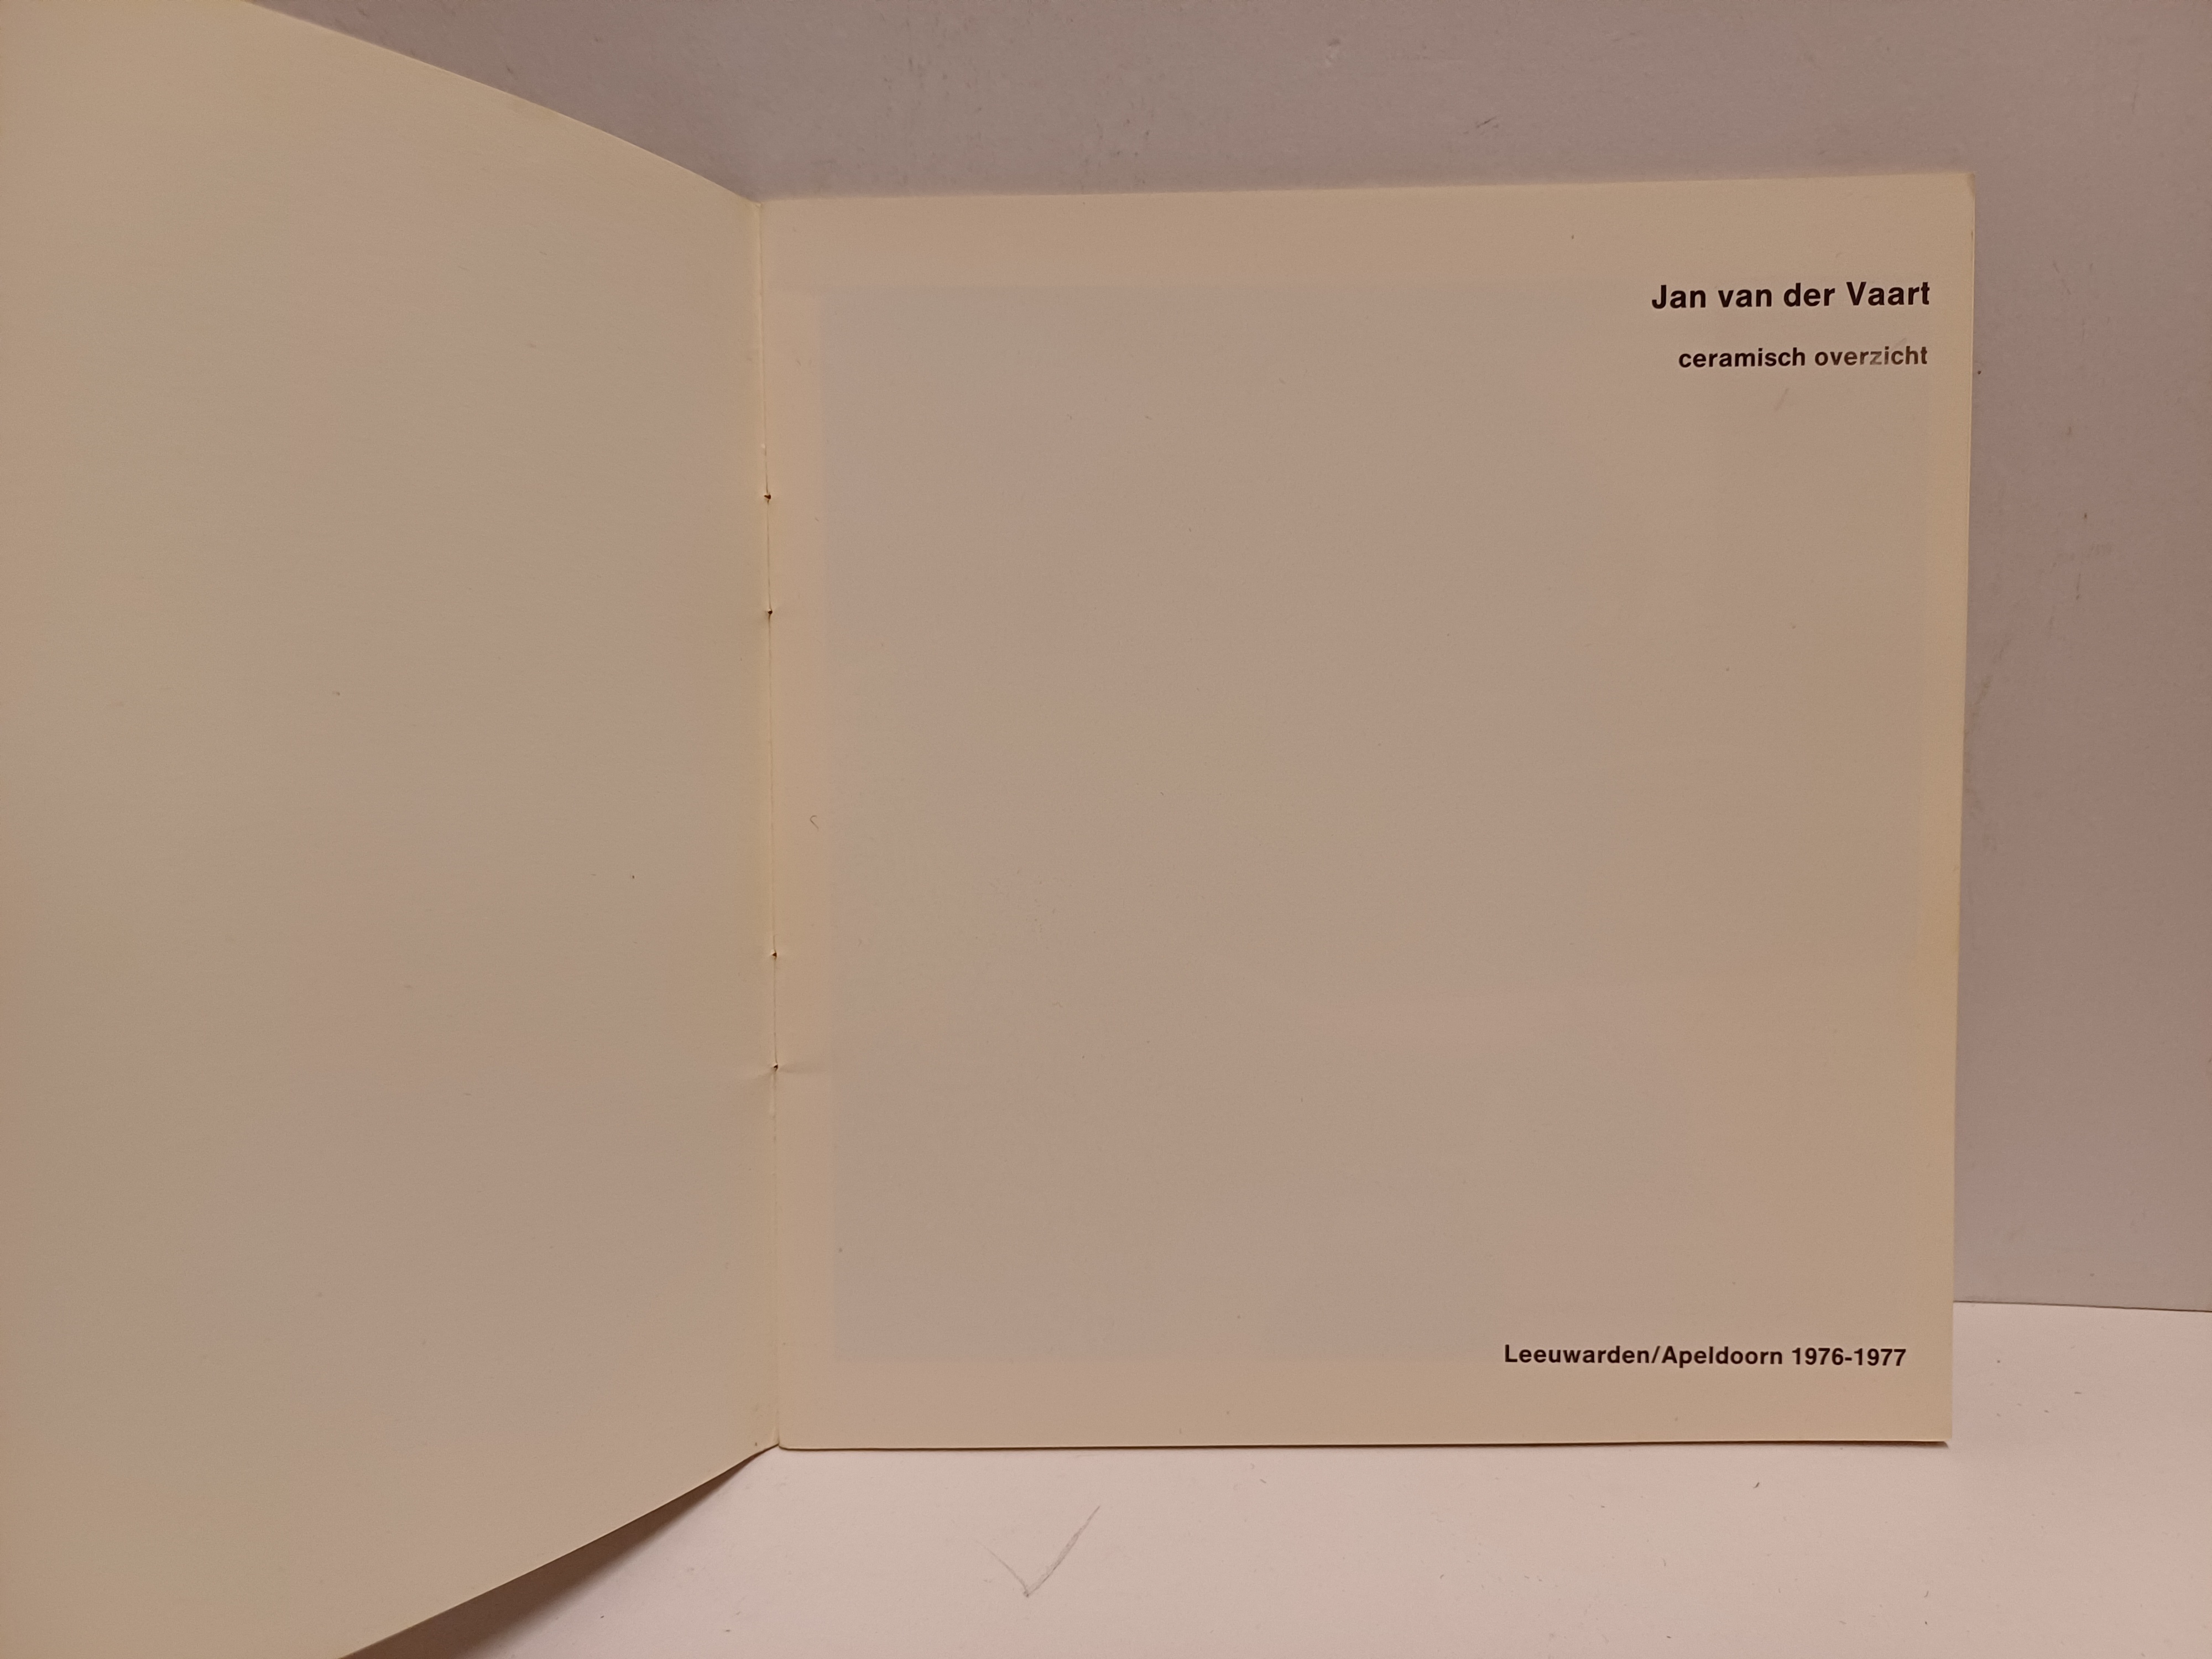 Jan van der Vaart
ceramisch overzicht
Leeuwarden/Apeldoorn 1976-1977